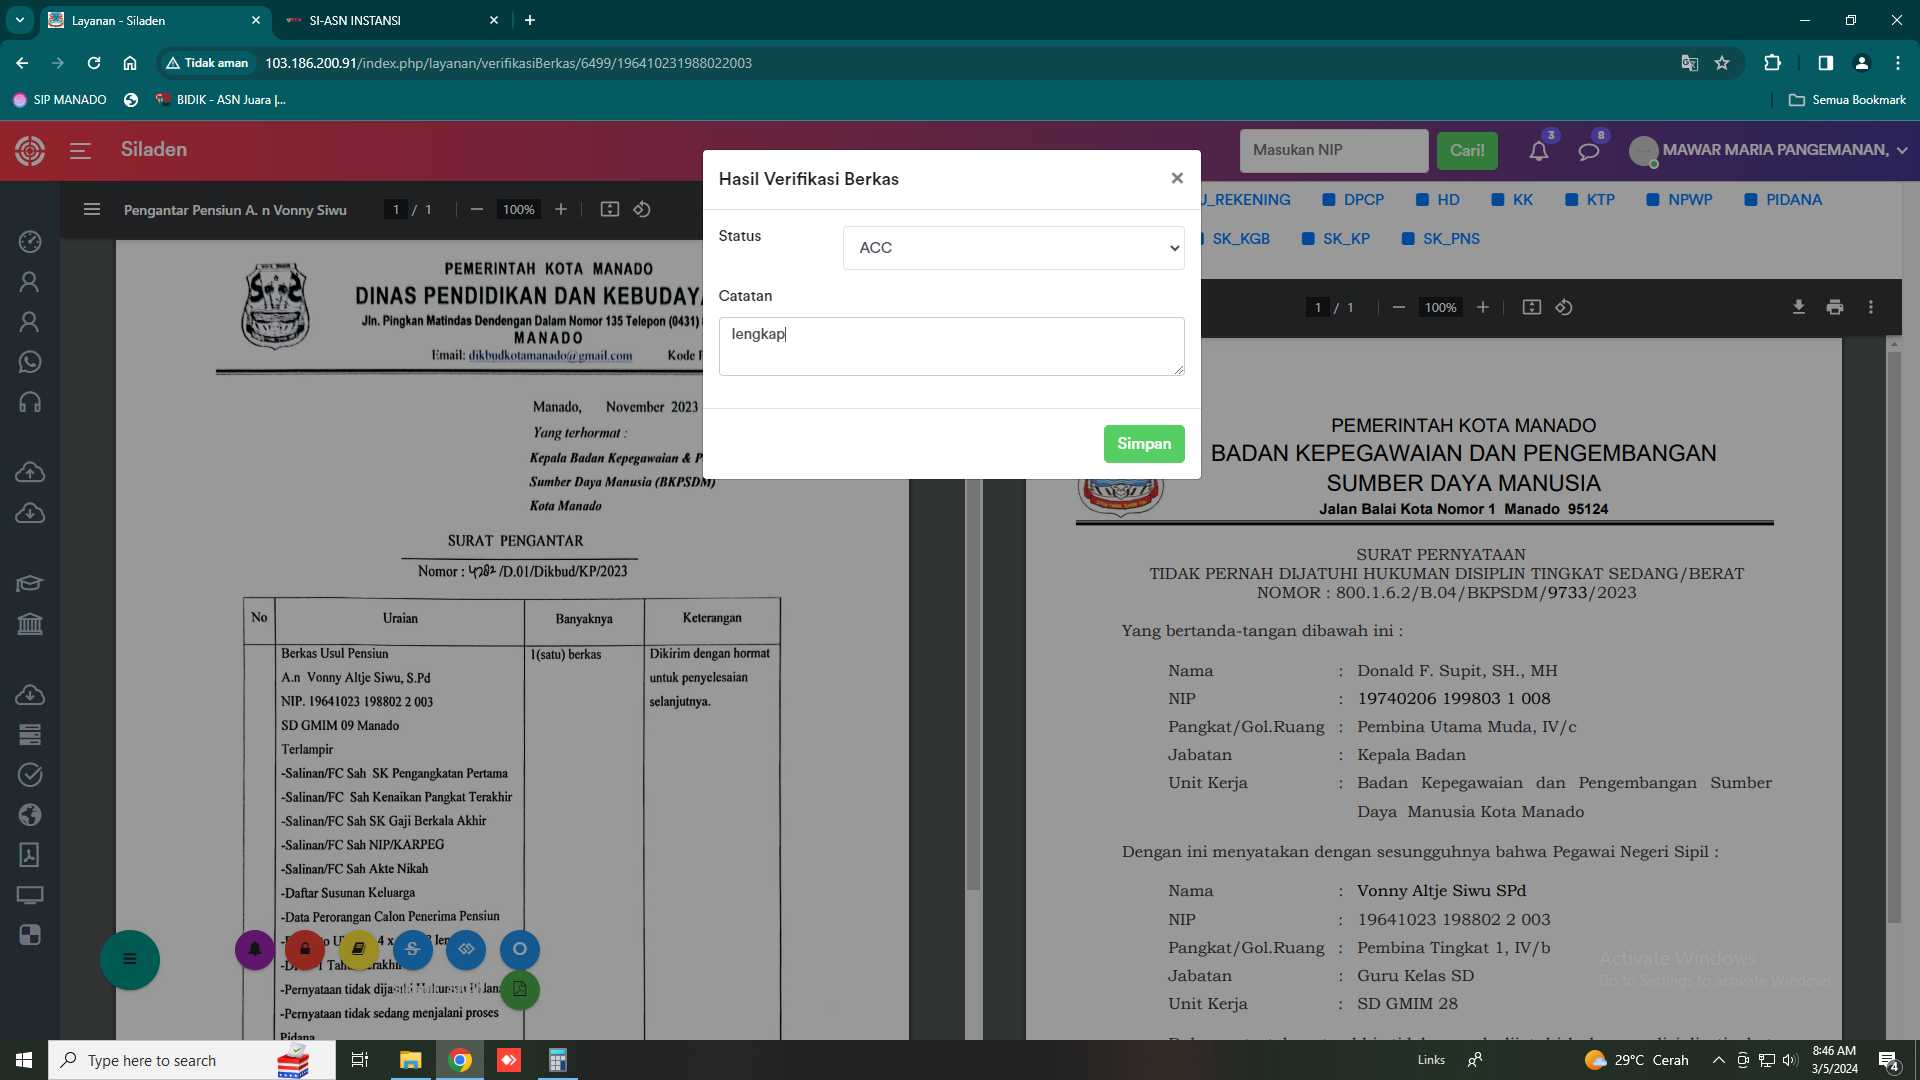 Layanan - Siladen
SI-ASN INSTANSI
Tidak aman
103.186.200.91/index.php/layanan/verifikasiBerkas/6499/196410231988022003
SIP MANADO
BIDIK - ASN Juara |...
Semua Bookmark
Siladen
Masukan NIP
Cari!
3
8
MAWAR MARIA PANGEMANAN,
Pengantar Pensiun A. n Vonny Siwu
1 / 1
100%
PEMERINTAH KOTA MANADO
DINAS PENDIDIKAN DAN KEBUDAYA
Jln. Pingkan Matindas Dendengan Dalam Nomor 135 Telepon (0431)
MANADO
Email: dikbudkotamanado@gmail.com Kode
Manado, November 2023
Yang terhormat :
Kepala Badan Kepegawaian & P
Sumber Daya Manusia (BKPSDM)
Kota Manado
SURAT PENGANTAR
Nomor : 4782 /D.01/Dikbud/KP/2023
No Uraian Banyaknya Keterangan
Berkas Usul Pensiun 1(satu) berkas Dikirim dengan hormat
A.n Vonny Altje Siwu, S.Pd untuk penyelesaian
NIP. 19641023 198802 2 003 selanjutnya.
SD GMIM 09 Manado
Terlampir
-Salinan/FC Sah SK Pengangkatan Pertama
-Salinan/FC Sah Kenaikan Pangkat Terakhir
-Salinan/FC Sah SK Gaji Berkala Akhir
-Salinan/FC Sah NIP/KARPEG
-Salinan/FC Sah Akte Nikah
-Daftar Susunan Keluarga
-Data Perorangan Calon Penerima Pensiun
4 x
-Pernyataan tidak
-Pernyataan tidak sedang menjalani proses
Pidana
Hasil Verifikasi Berkas
×
Status
ACC
Catatan
lengkap
Simpan
U_REKENING
DPCP
HD
KK
KTP
NPWP
PIDANA
SK_KGB
SK_KP
SK_PNS
1 / 1
100%
PEMERINTAH KOTA MANADO
BADAN KEPEGAWAIAN DAN PENGEMBANGAN
SUMBER DAYA MANUSIA
Jalan Balai Kota Nomor 1 Manado 95124
SURAT PERNYATAAN
TIDAK PERNAH DIJATUHI HUKUMAN DISIPLIN TINGKAT SEDANG/BERAT
NOMOR : 800.1.6.2/B.04/BKPSDM/9733/2023
Yang bertanda-tangan dibawah ini :
Nama : Donald F. Supit, SH., MH
NIP : 19740206 199803 1 008
Pangkat/Gol.Ruang : Pembina Utama Muda, IV/c
Jabatan : Kepala Badan
Unit Kerja : Badan Kepegawaian dan Pengembangan Sumber
Daya Manusia Kota Manado
Dengan ini menyatakan dengan sesungguhnya bahwa Pegawai Negeri Sipil :
Nama : Vonny Altje Siwu SPd
NIP : 19641023 198802 2 003
Pangkat/Gol.Ruang : Pembina Tingkat 1, IV/b
Jabatan : Guru Kelas SD
Unit Kerja : SD GMIM 28
Activate Windows
Go to Settings to activate Windows.
Type here to search
Links
29°C Cerah
8:46 AM
3/5/2024
4